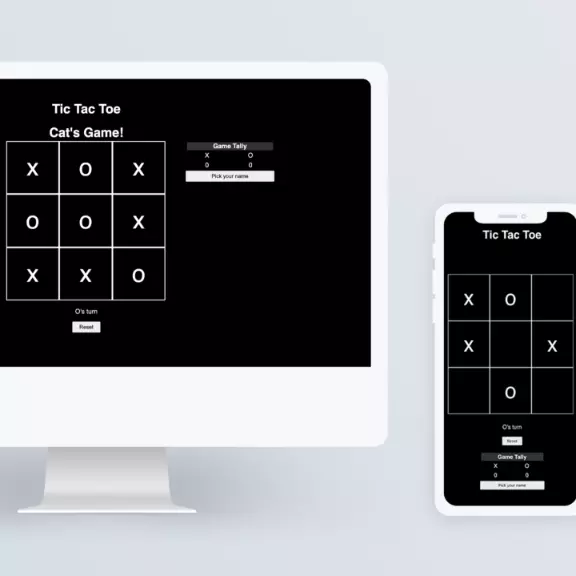 Tic Tac Toe
Cat's Game!
X O X
O O X
X X O
O's turn
Reset
Game Tally
X O
0 0
Pick your name
Tic Tac Toe
X O
X X
O
O's turn
Reset
Game Tally
X O
0 0
Pick your name